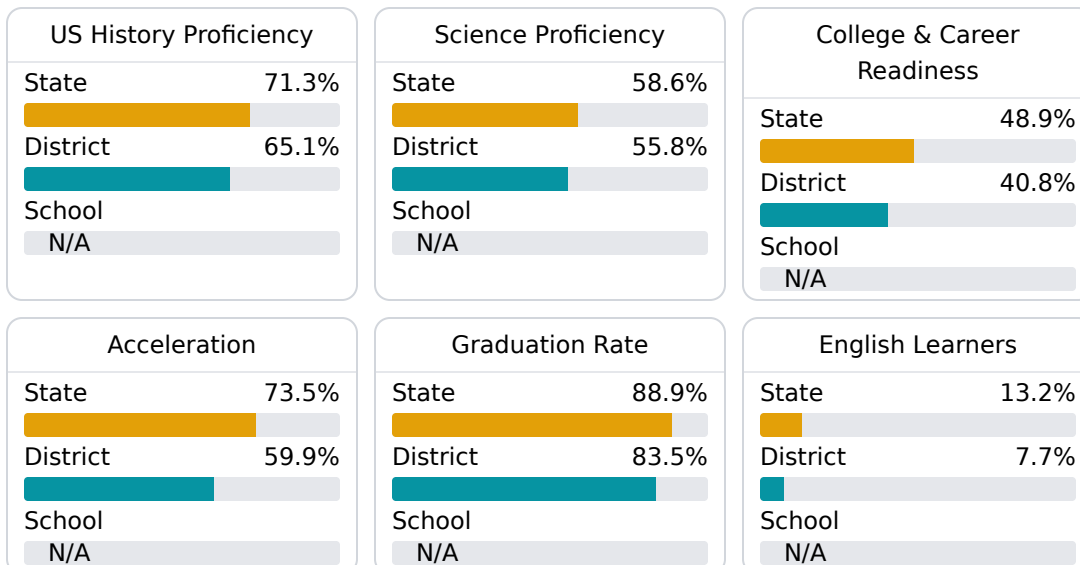 US History Proficiency
State 71.3%
District 65.1%
School
N/A
Science Proficiency
State 58.6%
District 55.8%
School
N/A
College & Career
Readiness
State 48.9%
District 40.8%
School
N/A
Acceleration
State 73.5%
District 59.9%
School
N/A
Graduation Rate
State 88.9%
District 83.5%
School
N/A
English Learners
State 13.2%
District 7.7%
School
N/A